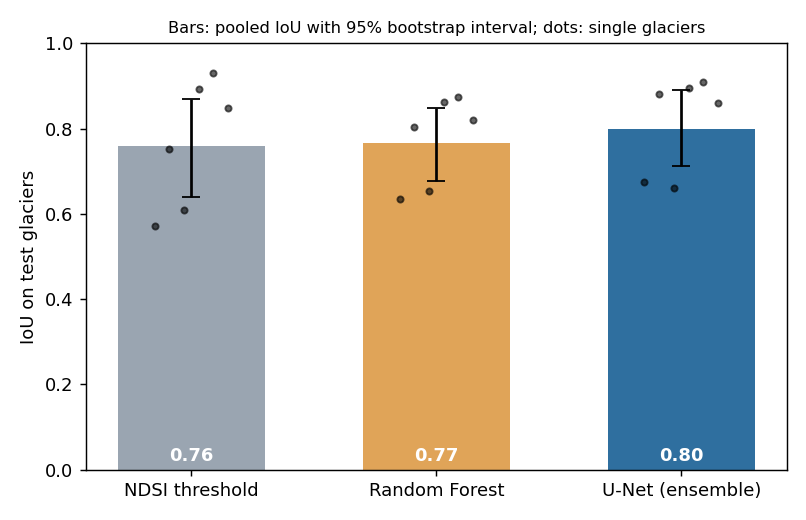 Bars: pooled IoU with 95% bootstrap interval; dots: single glaciers
IoU on test glaciers
1.0
0.8
0.6
0.4
0.2
0.0
0.76
0.77
0.80
NDSI threshold
Random Forest
U-Net (ensemble)